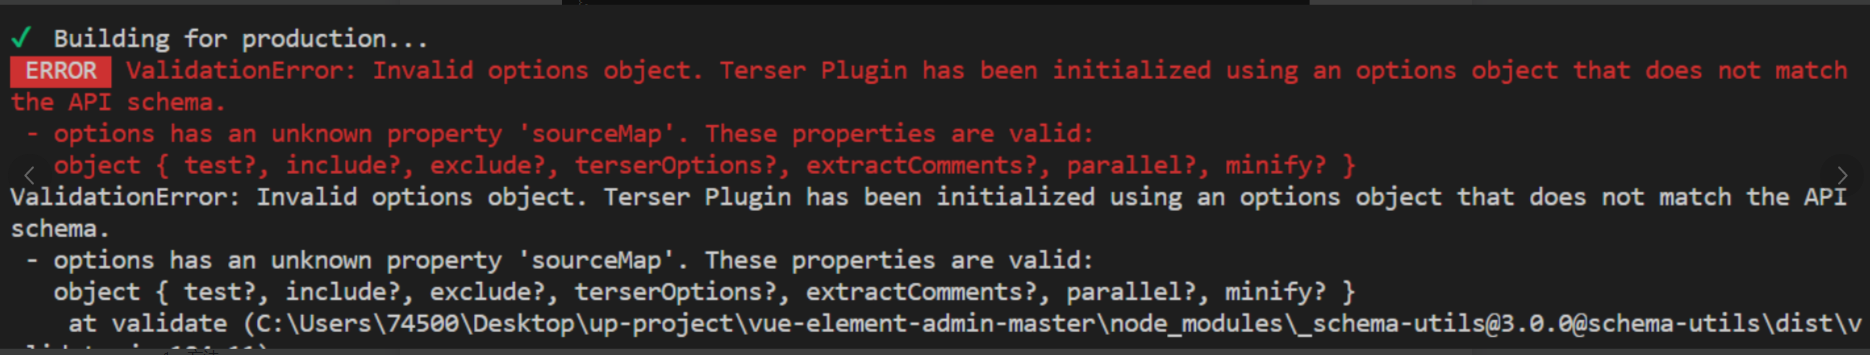 ✓ Building for production...
ERROR ValidationError: Invalid options object. Terser Plugin has been initialized using an options object that does not match
the API schema.
- options has an unknown property 'sourceMap'. These properties are valid:
object { test?, include?, exclude?, terserOptions?, extractComments?, parallel?, minify? }
ValidationError: Invalid options object. Terser Plugin has been initialized using an options object that does not match the API
schema.
- options has an unknown property 'sourceMap'. These properties are valid:
object { test?, include?, exclude?, terserOptions?, extractComments?, parallel?, minify? }
at validate (C:\Users\74500\Desktop\up-project\vue-element-admin-master\node_modules\_schema-utils@3.0.0@schema-utils\dist\v